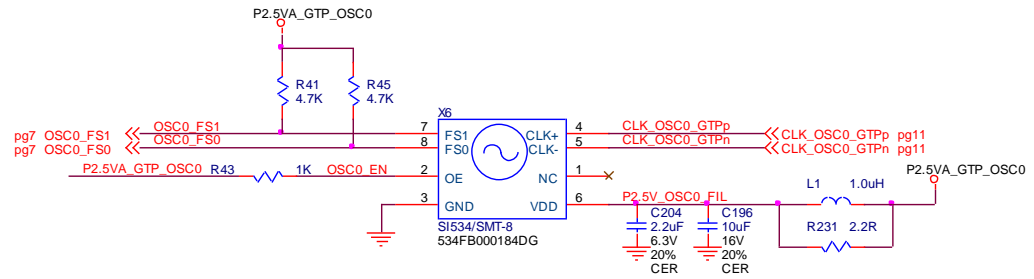 P2.5VA_GTP_OSC0
R41
4.7K
R45
4.7K
X6
pg7 OSC0_FS1
OSC0_FS1
7
FS1
CLK+
4
CLK_OSC0_GTPp
CLK_OSC0_GTPp pg11
pg7 OSC0_FS0
OSC0_FS0
8
FS0
CLK-
5
CLK_OSC0_GTPn
CLK_OSC0_GTPn pg11
P2.5VA_GTP_OSC0
R43
1K
OSC0_EN
2
OE
NC
1
P2.5VA_GTP_OSC0
L1
1.0uH
3
GND
VDD
6
P2.5V_OSC0_FIL
SI534/SMT-8
534FB000184DG
C204
2.2uF
6.3V
20%
CER
C196
10uF
16V
20%
CER
R231
2.2R